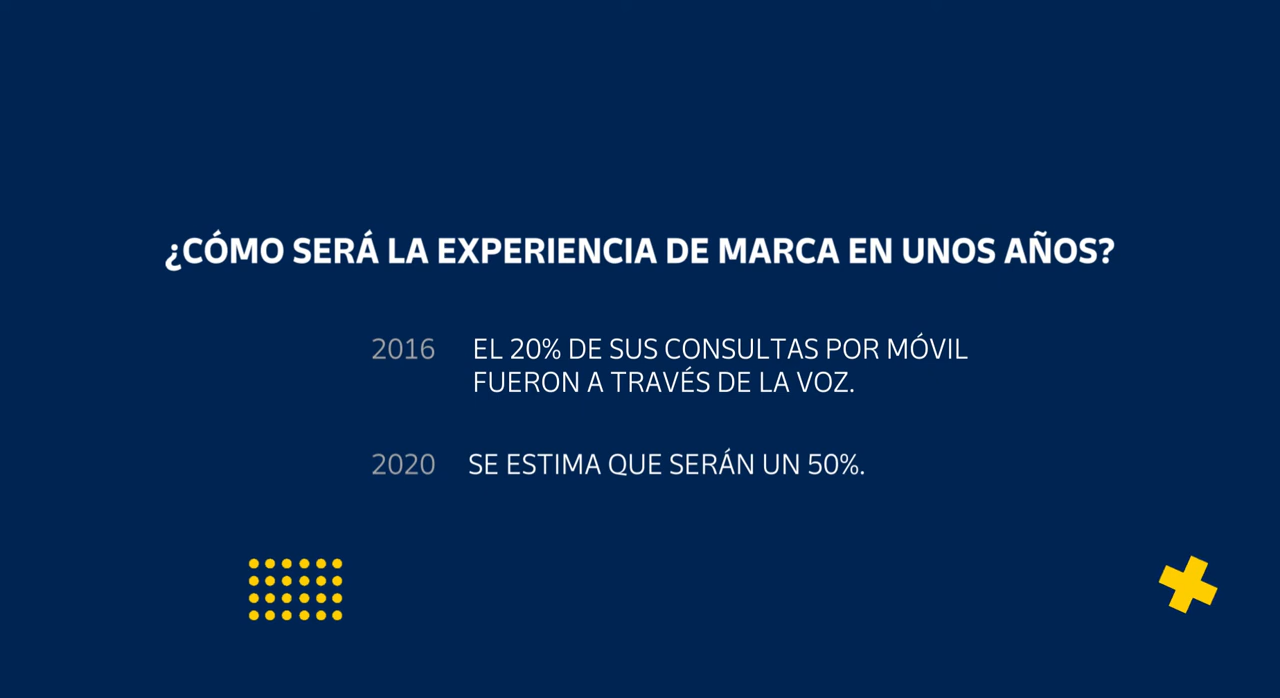 ¿CÓMO SERÁ LA EXPERIENCIA DE MARCA EN UNOS AÑOS?
2016 EL 20% DE SUS CONSULTAS POR MÓVIL
FUERON A TRAVÉS DE LA VOZ.
2020 SE ESTIMA QUE SERÁN UN 50%.